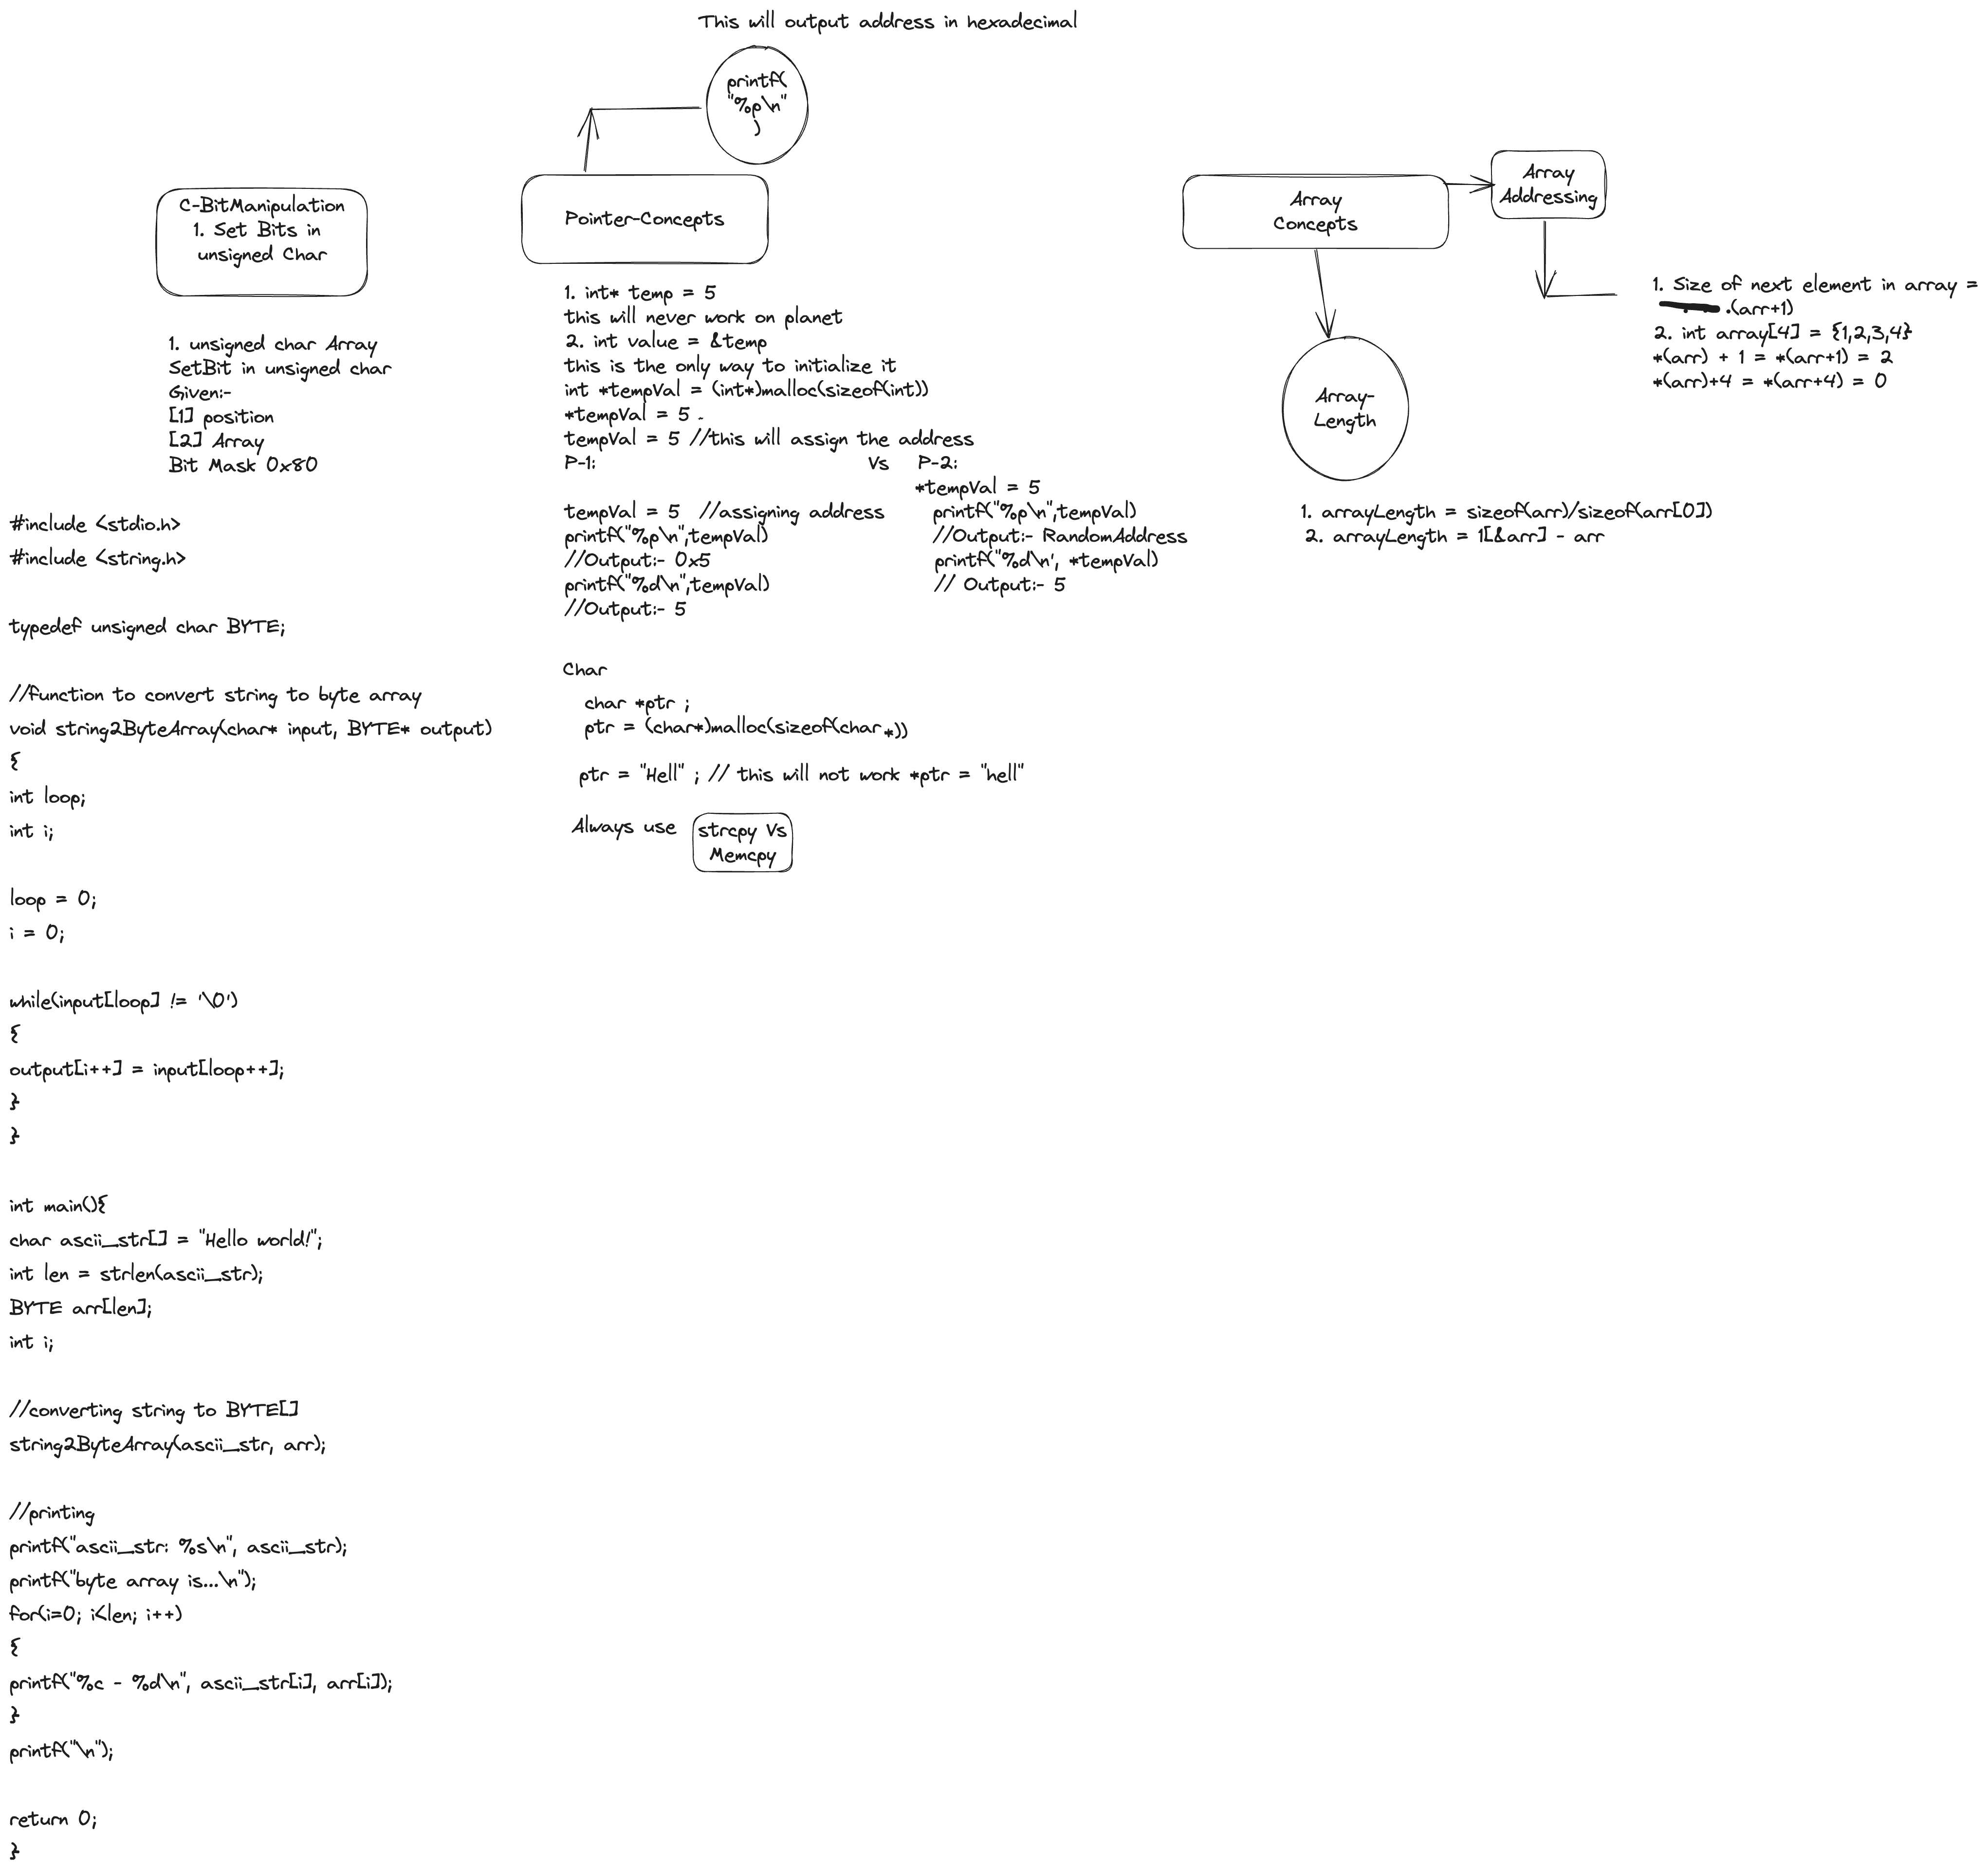 This will output address in hexadecimal
printf(
"%p\n"
)
C-BitManipulation
1. Set Bits in
unsigned Char
1. unsigned char Array
SetBit in unsigned char
Given:-
[1] position
[2] Array
Bit Mask 0x80
#include <stdio.h>
#include <string.h>
typedef unsigned char BYTE;
//function to convert string to byte array
void string2ByteArray(char* input, BYTE* output)
{
int loop;
int i;
loop = 0;
i = 0;
while(input[loop] != '\0')
{
output[i++] = input[loop++];
}
}
int main(){
char ascii_str[] = "Hello world!";
int len = strlen(ascii_str);
BYTE arr[len];
int i;
//converting string to BYTE[]
string2ByteArray(ascii_str, arr);
//printing
printf("ascii_str: %s\n", ascii_str);
printf("byte array is...\n");
for(i=0; i<len; i++)
{
printf("%c - %d\n", ascii_str[i], arr[i]);
}
printf("\n");
return 0;
}
Pointer-Concepts
1. int* temp = 5
this will never work on planet
2. int value = &temp
this is the only way to initialize it
int *tempVal = (int*)malloc(sizeof(int))
*tempVal = 5 .
tempVal = 5 //this will assign the address
P-1: Vs P-2:
tempVal = 5 //assigning address
printf("%p\n",tempVal)
//Output:- 0x5
printf("%d\n",tempVal)
//Output:- 5
*tempVal = 5
printf("%p\n",tempVal)
//Output:- RandomAddress
printf("%d\n', *tempVal)
// Output:- 5
Char
char *ptr ;
ptr = (char*)malloc(sizeof(char*))
ptr = "Hell" ; // this will not work *ptr = "hell"
Always use
strcpy Vs
Memcpy
Array
Concepts
Array
Addressing
1. Size of next element in array =
.(arr+1)
2. int array[4] = {1,2,3,4}
*(arr) + 1 = *(arr+1) = 2
*(arr)+4 = *(arr+4) = 0
Array-
Length
1. arrayLength = sizeof(arr)/sizeof(arr[0])
2. arrayLength = 1[&arr] - arr